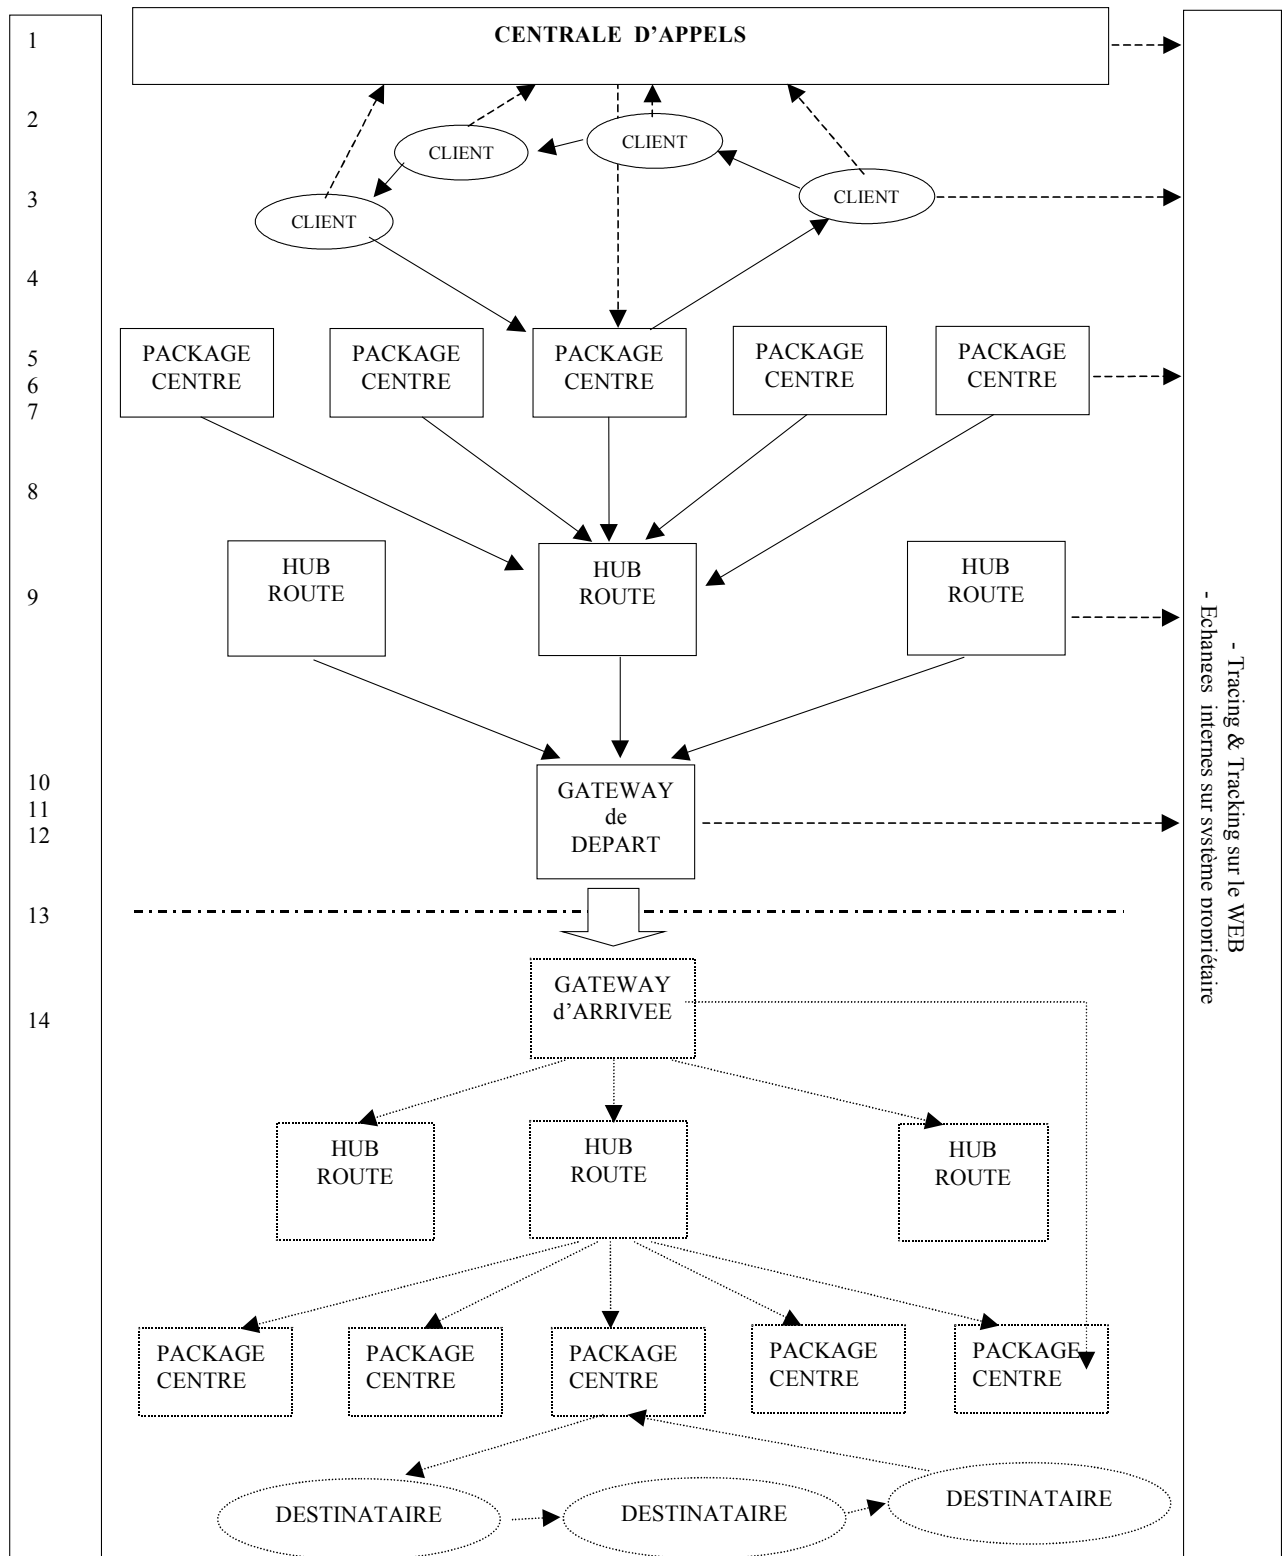 1
CENTRALE D’APPELS
2
CLIENT
CLIENT
3
CLIENT
CLIENT
4
5
6
7
PACKAGE
CENTRE
PACKAGE
CENTRE
PACKAGE
CENTRE
PACKAGE
CENTRE
PACKAGE
CENTRE
8
9
HUB
ROUTE
HUB
ROUTE
HUB
ROUTE
- Tracing & Tracking sur le WEB
- Echanges internes sur système propriétaire
10
11
12
GATEWAY
de
DEPART
13
14
GATEWAY
d’ARRIVEE
HUB
ROUTE
HUB
ROUTE
HUB
ROUTE
PACKAGE
CENTRE
PACKAGE
CENTRE
PACKAGE
CENTRE
PACKAGE
CENTRE
PACKAGE
CENTRE
DESTINATAIRE
DESTINATAIRE
DESTINATAIRE